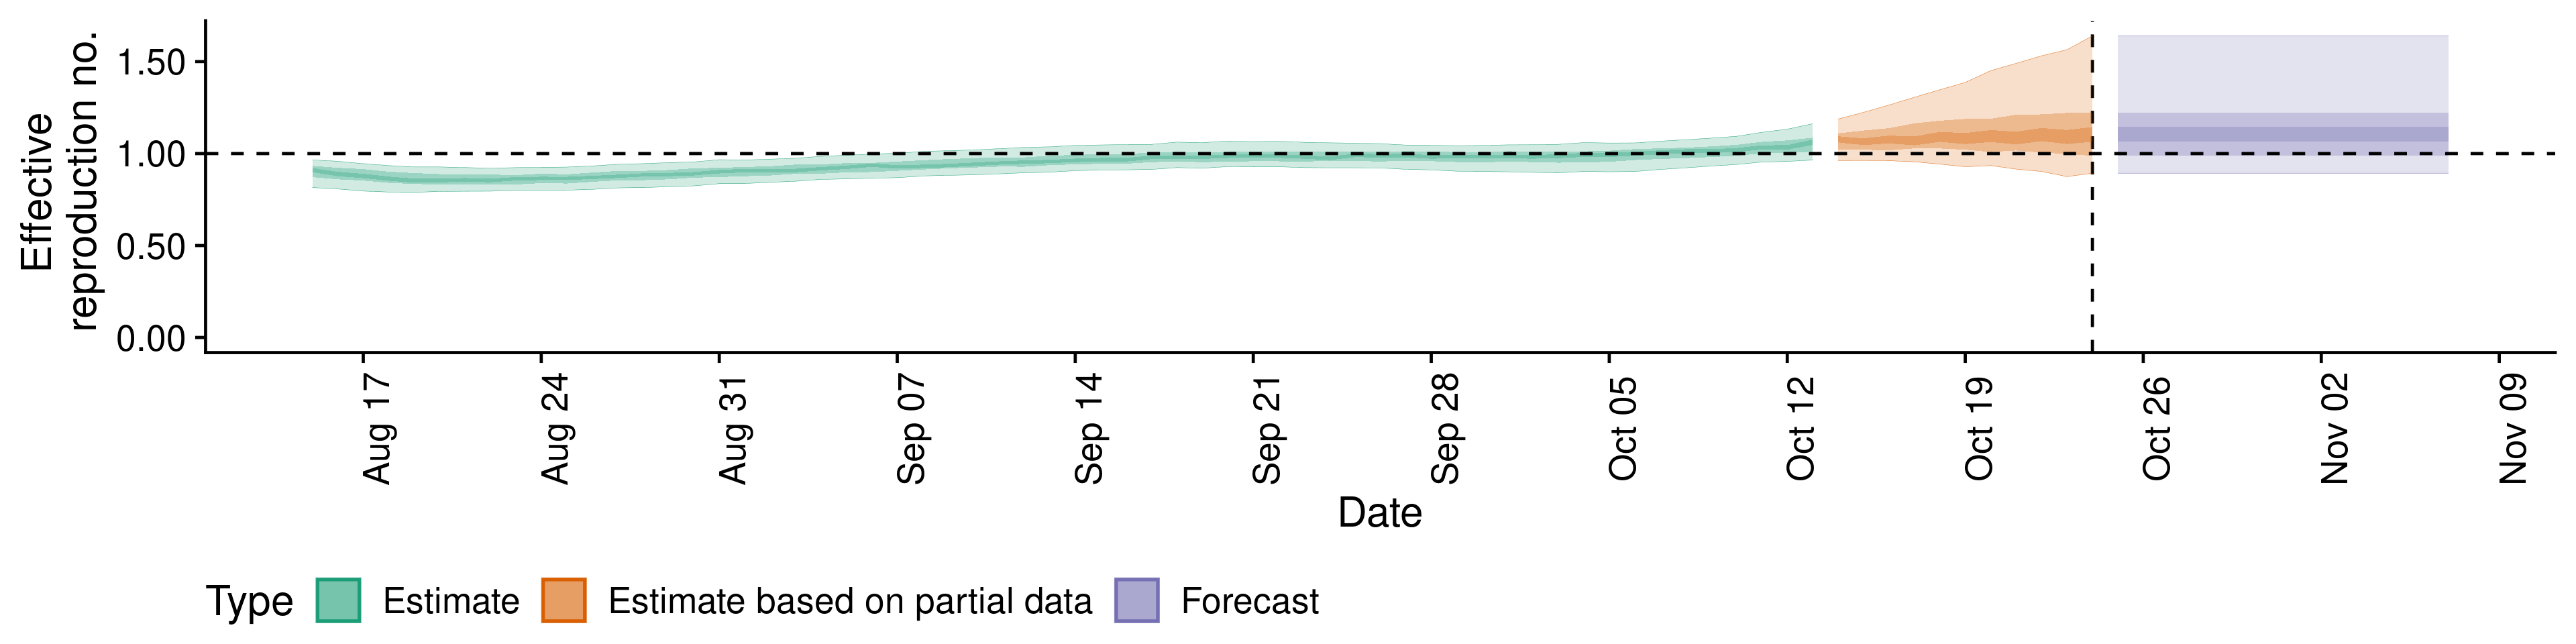 Effective
reproduction no.
1.50
1.00
0.50
0.00
Aug 17
Aug 24
Aug 31
Sep 07
Sep 14
Sep 21
Sep 28
Oct 05
Oct 12
Oct 19
Oct 26
Nov 02
Nov 09
Date
Type Estimate Estimate based on partial data Forecast